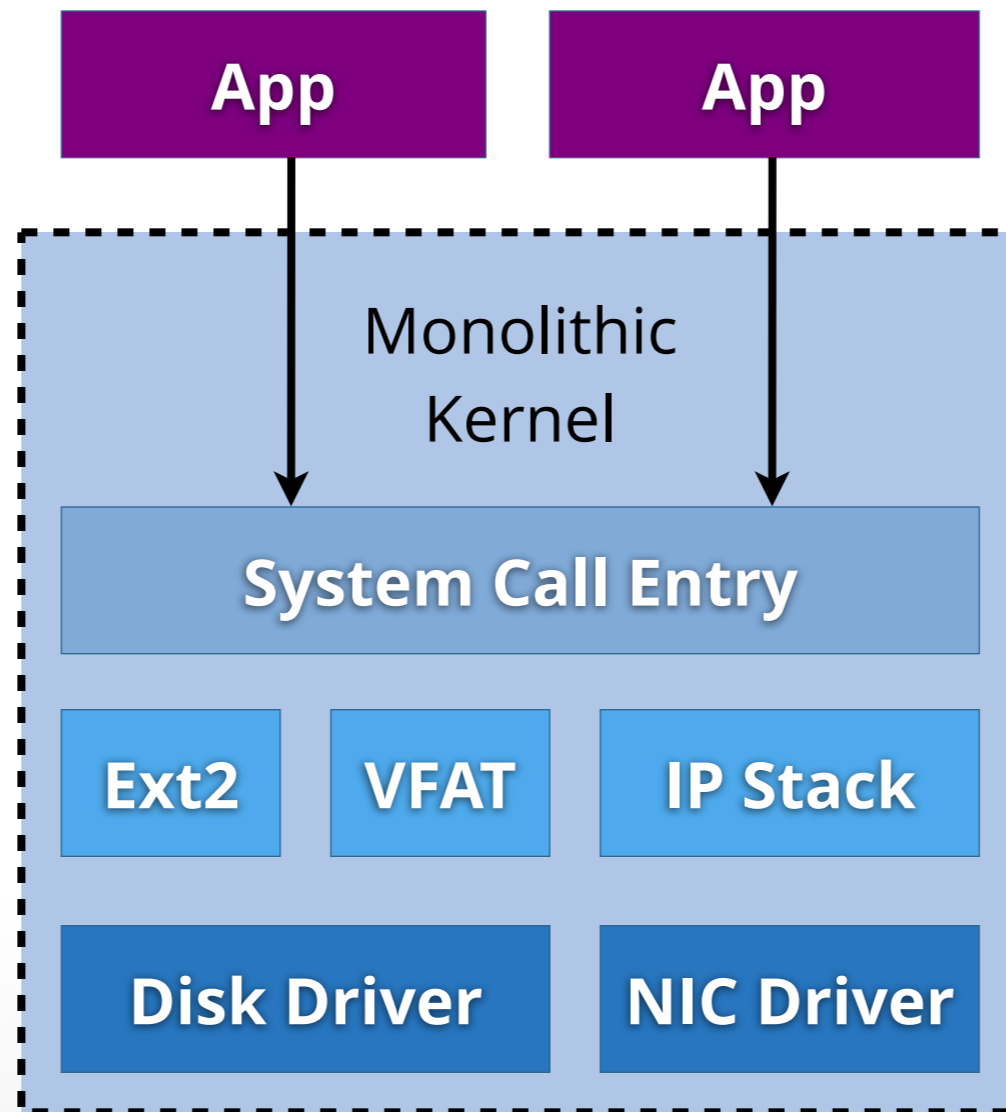 App
App
Monolithic
Kernel
System Call Entry
Ext2
VFAT
IP Stack
Disk Driver
NIC Driver